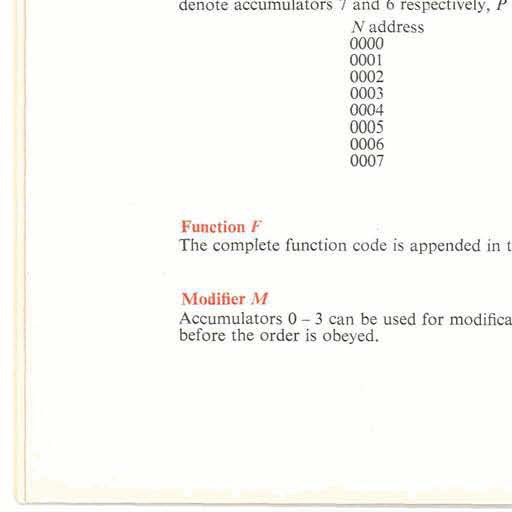 denote accumulators 7 and 6 respectively, P
N address
0000
0001
0002
0003
0004
0005
0006
0007
Function F
The complete function code is appended in t
Modifier M
Accumulators 0 – 3 can be used for modifica
before the order is obeyed.